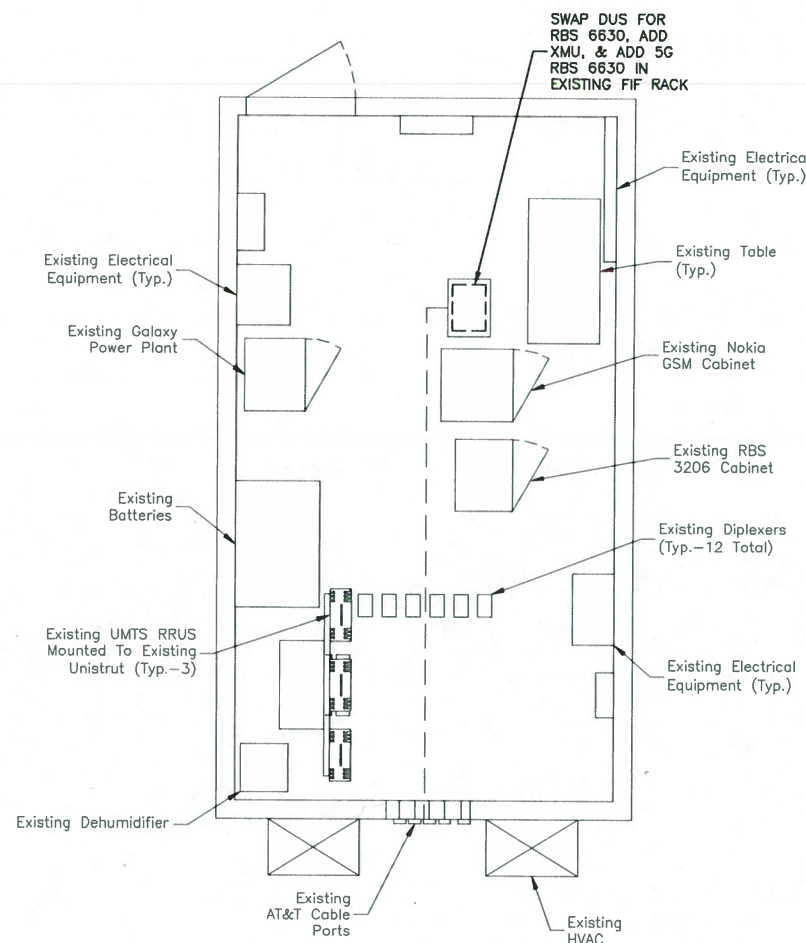 SWAP DUS FOR
RBS 6630, ADD
XMU, & ADD 5G
RBS 6630 IN
EXISTING FIF RACK
Existing Electrica
Equipment (Typ.)
Existing Table
(Typ.)
Existing Electrical
Equipment (Typ.)
Existing Galaxy
Power Plant
Existing Nokia
GSM Cabinet
Existing RBS
3206 Cabinet
Existing
Batteries
Existing Diplexers
(Typ.-12 Total)
Existing UMTS RRUS
Mounted To Existing
Unistrut (Typ.-3)
Existing Electrical
Equipment (Typ.)
Existing Dehumidifier
Existing
AT&T Cable
Ports
Existing
HVAC